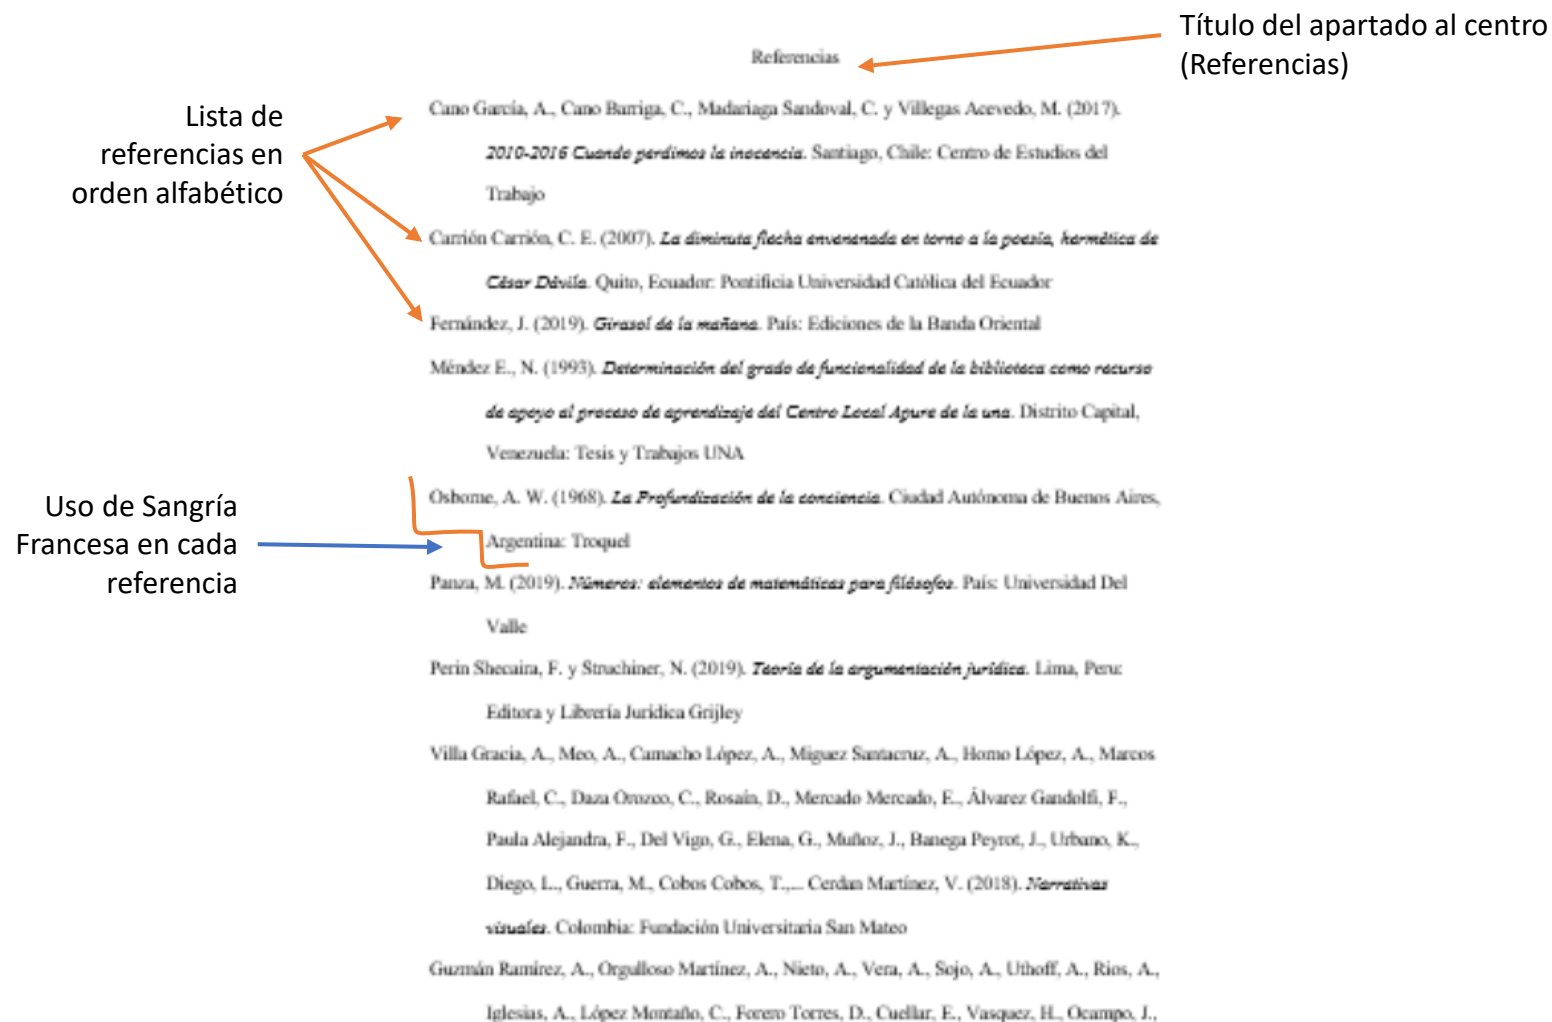 Título del apartado al centro
(Referencias)
Referencias
Lista de
referencias en
orden alfabético
Cano García, A., Cano Barriga, C., Madariaga Sandoval, C. y Villegas Acevedo, M. (2017).
2010-2016 Cuando perdimos la inocencia. Santiago, Chile: Centro de Estudios del
Trabajo
Carrión Carrión, C. E. (2007). La diminuta flecha envenenada en torno a la poesía, hermética de
César Dávila. Quito, Ecuador: Pontificia Universidad Católica del Ecuador
Fernández, J. (2019). Girasol de la mañana. País: Ediciones de la Banda Oriental
Méndez E., N. (1993). Determinación del grado de funcionalidad de la biblioteca como recurso
de apoyo al proceso de aprendizaje del Centro Local Apure de la una. Distrito Capital,
Venezuela: Tesis y Trabajos UNA
Uso de Sangría
Francesa en cada
referencia
Osborne, A. W. (1968). La Profundización de la conciencia. Ciudad Autónoma de Buenos Aires,
Argentina: Troquel
Panza, M. (2019). Números: elementos de matemáticas para filósofos. País: Universidad Del
Valle
Perin Shecaira, F. y Struchiner, N. (2019). Teoría de la argumentación jurídica. Lima, Peru:
Editora y Librería Jurídica Grijley
Villa Gracia, A., Meo, A., Camacho López, A., Miguez Santacruz, A., Homo López, A., Marcos
Rafael, C., Daza Orozco, C., Rosain, D., Mercado Mercado, E., Álvarez Gandolfi, F.,
Paula Alejandra, F., Del Vigo, G., Elena, G., Muñoz, J., Banega Peyrot, J., Urbano, K.,
Diego, L., Guerra, M., Cobos Cobos, T.,... Cerdan Martínez, V. (2018). Narrativas
visuales. Colombia: Fundación Universitaria San Mateo
Guzmán Ramírez, A., Orgulloso Martínez, A., Nieto, A., Vera, A., Sojo, A., Uthoff, A., Rios, A.,
Iglesias, A., López Montaño, C., Forero Torres, D., Cuellar, E., Vasquez, H., Ocampo, J.,